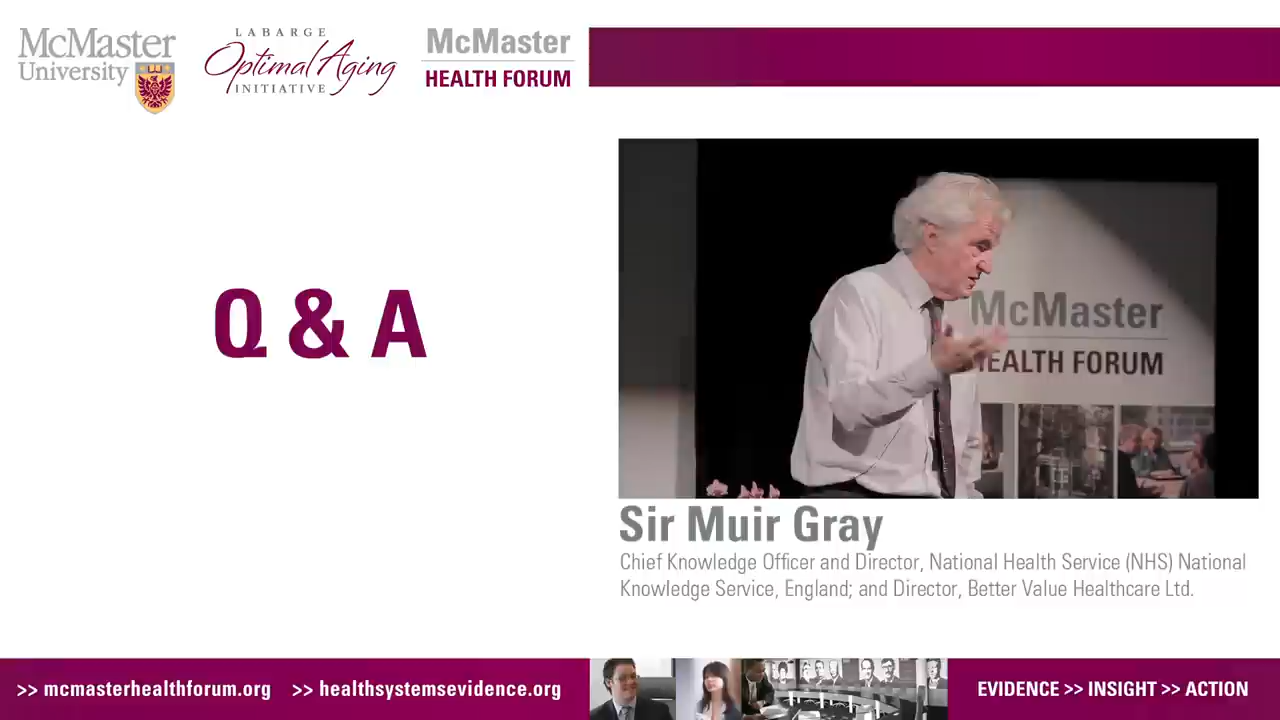 McMaster
University
LABARGE
Optimal Aging
INITIATIVE
McMaster
HEALTH FORUM
Q & A
McMaster
HEALTH FORUM
Sir Muir Gray
Chief Knowledge Officer and Director, National Health Service (NHS) National
Knowledge Service, England; and Director, Better Value Healthcare Ltd.
>> mcmasterhealthforum.org >> healthsystemsevidence.org
EVIDENCE >> INSIGHT >> ACTION